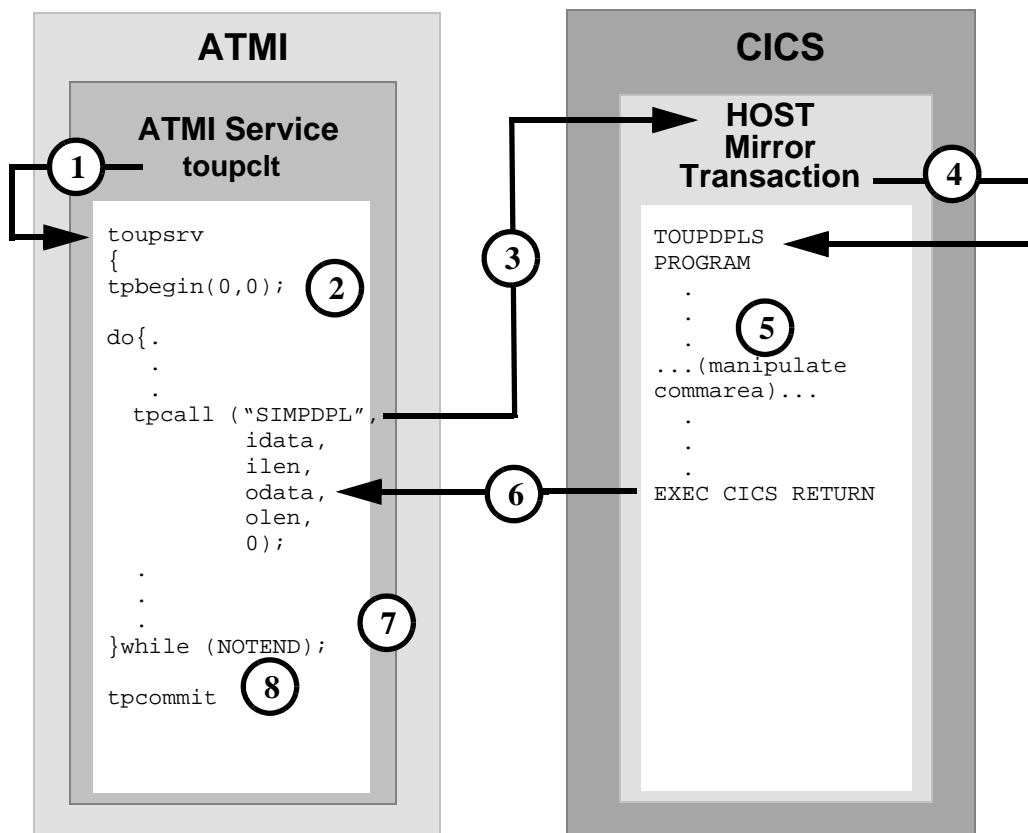 ATMI
ATMI Service
toupclt
1
toupsrv
{
tpbegin(0,0);
2
do{.
.
.
tpcall (“SIMPDPL”,
idata,
ilen,
odata,
olen,
0);
.
.
.
}while (NOTEND);
7
tpcommit
8
3
6
CICS
HOST
Mirror
Transaction
4
TOUPDPLS
PROGRAM
.
.
.
5
...(manipulate
commarea)...
.
.
.
EXEC CICS RETURN